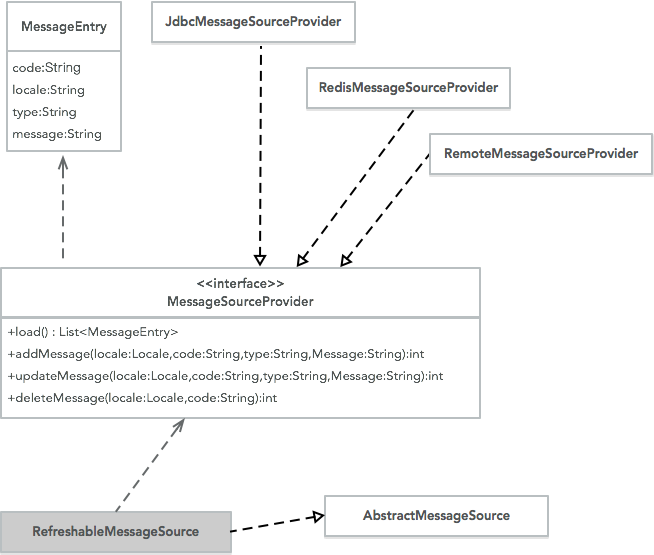 MessageEntry
code:String
locale:String
type:String
message:String
JdbcMessageSourceProvider
RedisMessageSourceProvider
RemoteMessageSourceProvider
<<interface>>
MessageSourceProvider
+load() : List<MessageEntry>
+addMessage(locale:Locale,code:String,type:String,Message:String):int
+updateMessage(locale:Locale,code:String,type:String,Message:String):int
+deleteMessage(locale:Locale,code:String):int
RefreshableMessageSource
AbstractMessageSource